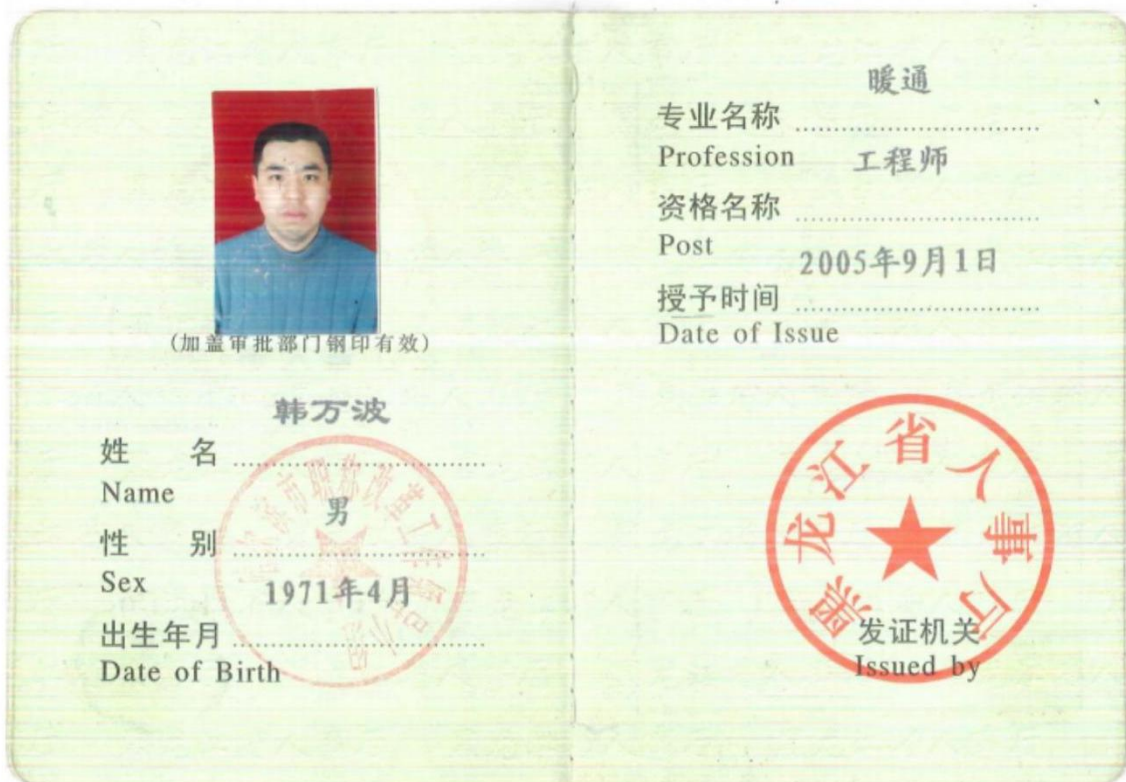 (加盖审批部门钢印有效)
韩万波
姓 名
Name
男
性 别
Sex
1971年4月
出生年月
Date of Birth
暖通
专业名称
Profession
工程师
资格名称
Post
2005年9月1日
授予时间
Date of Issue
黑龙江省人事厅
发证机关
Issued by